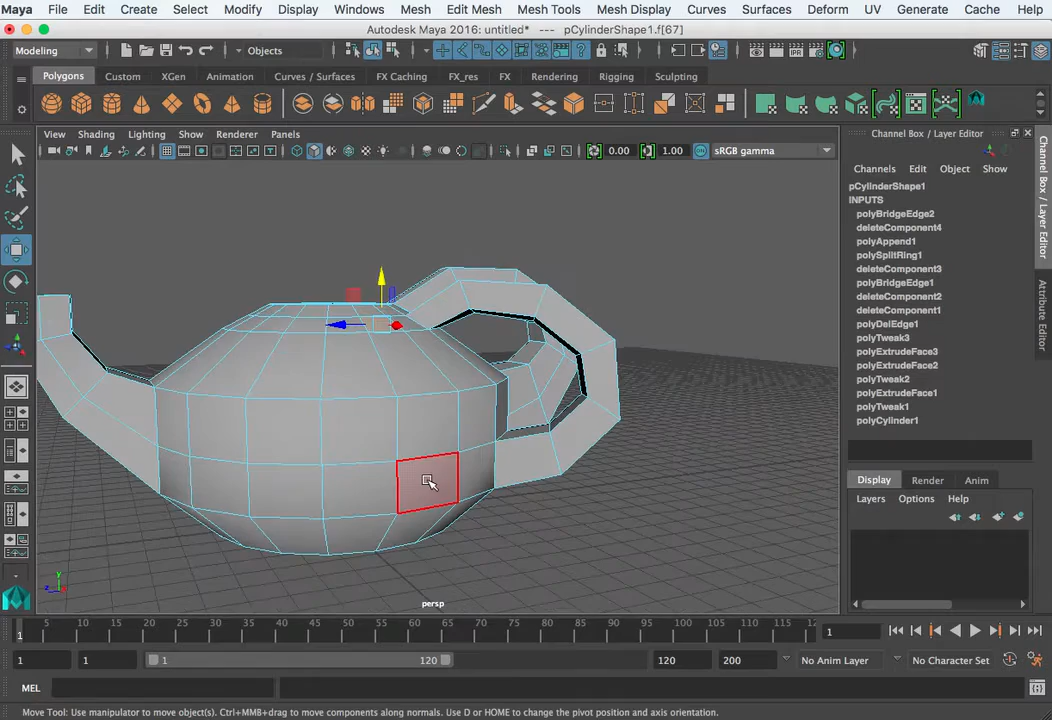 Maya File Edit Create Select Modify Display Windows Mesh Edit Mesh Mesh Tools Mesh Display Curves Surfaces Deform UV Generate Cache Help
Autodesk Maya 2016: untitled* --- pCylinderShape1.f[67]
Modeling Objects
Polygons Custom XGen Animation Curves / Surfaces FX Caching FX_res FX Rendering Rigging Sculpting
View Shading Lighting Show Renderer Panels
0.00 1.00 sRGB gamma
Channel Box / Layer Editor
Channels Edit Object Show
pCylinderShape1
INPUTS
polyBridgeEdge2
deleteComponent4
polyAppend1
polySplitRing1
deleteComponent3
polyBridgeEdge1
deleteComponent2
deleteComponent1
polyDelEdge1
polyTweak3
polyExtrudeFace3
polyExtrudeFace2
polyTweak2
polyExtrudeFace1
polyTweak1
polyCylinder1
Display Render Anim
Layers Options Help
Channel Box / Layer Editor
Attribute Editor
y
z
persp
1 5 10 15 20 25 30 35 40 45 50 55 60 65 70 75 80 85 90 95 100 105 110 115 12
1
1 1 1 120 120 200 No Anim Layer No Character Set
MEL
Move Tool: Use manipulator to move object(s). Ctrl+MMB+drag to move components along normals. Use D or HOME to change the pivot position and axis orientation.